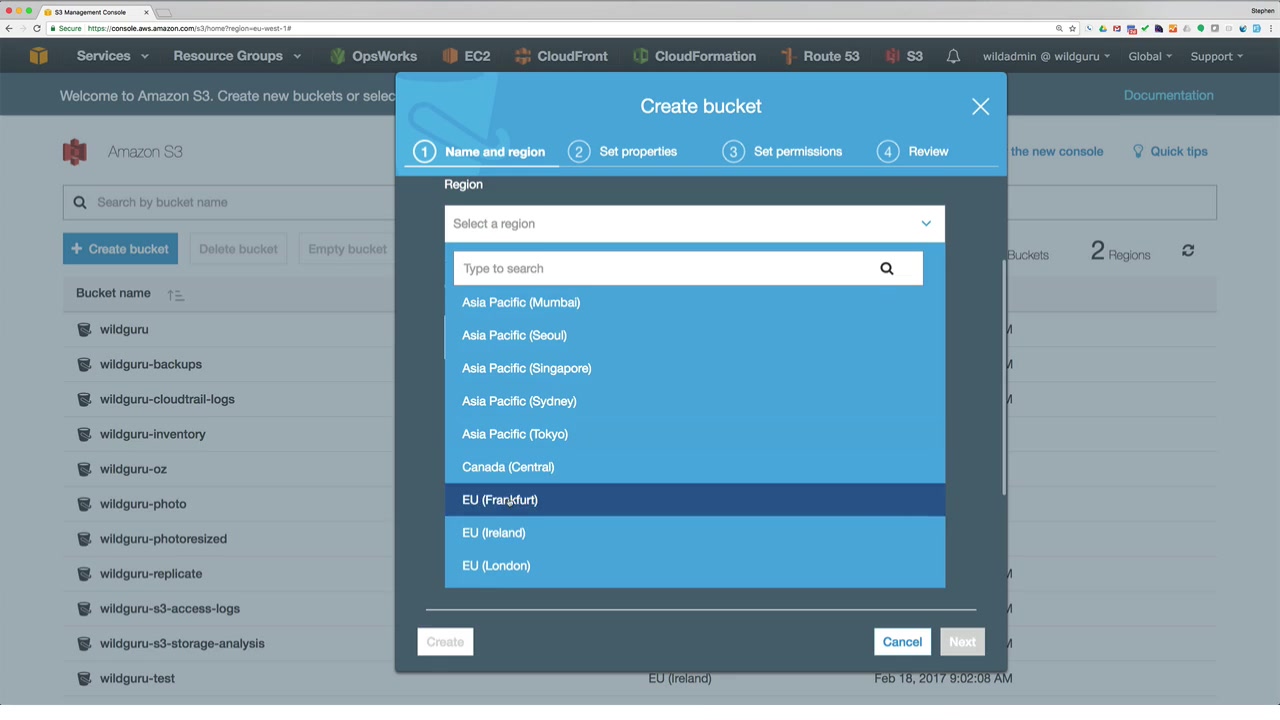 S3 Management Console
Stephen
Secure https://console.aws.amazon.com/s3/home?region=eu-west-1#
Services Resource Groups OpsWorks EC2 CloudFront CloudFormation Route 53 S3 wildadmin @ wildguru Global Support
Welcome to Amazon S3. Create new buckets or selec
Documentation
Create bucket
1 Name and region 2 Set properties 3 Set permissions 4 Review
Amazon S3
the new console Quick tips
Region
Search by bucket name
Select a region
Create bucket Delete bucket Empty bucket
Buckets 2 Regions
Type to search
Bucket name
Asia Pacific (Mumbai)
Asia Pacific (Seoul)
Asia Pacific (Singapore)
Asia Pacific (Sydney)
Asia Pacific (Tokyo)
Canada (Central)
EU (Frankfurt)
EU (Ireland)
EU (London)
wildguru
wildguru-backups
wildguru-cloudtrail-logs
wildguru-inventory
wildguru-oz
wildguru-photo
wildguru-photoresized
wildguru-replicate
wildguru-s3-access-logs
wildguru-s3-storage-analysis
wildguru-test EU (Ireland) Feb 18, 2017 9:02:08 AM
Create Cancel Next